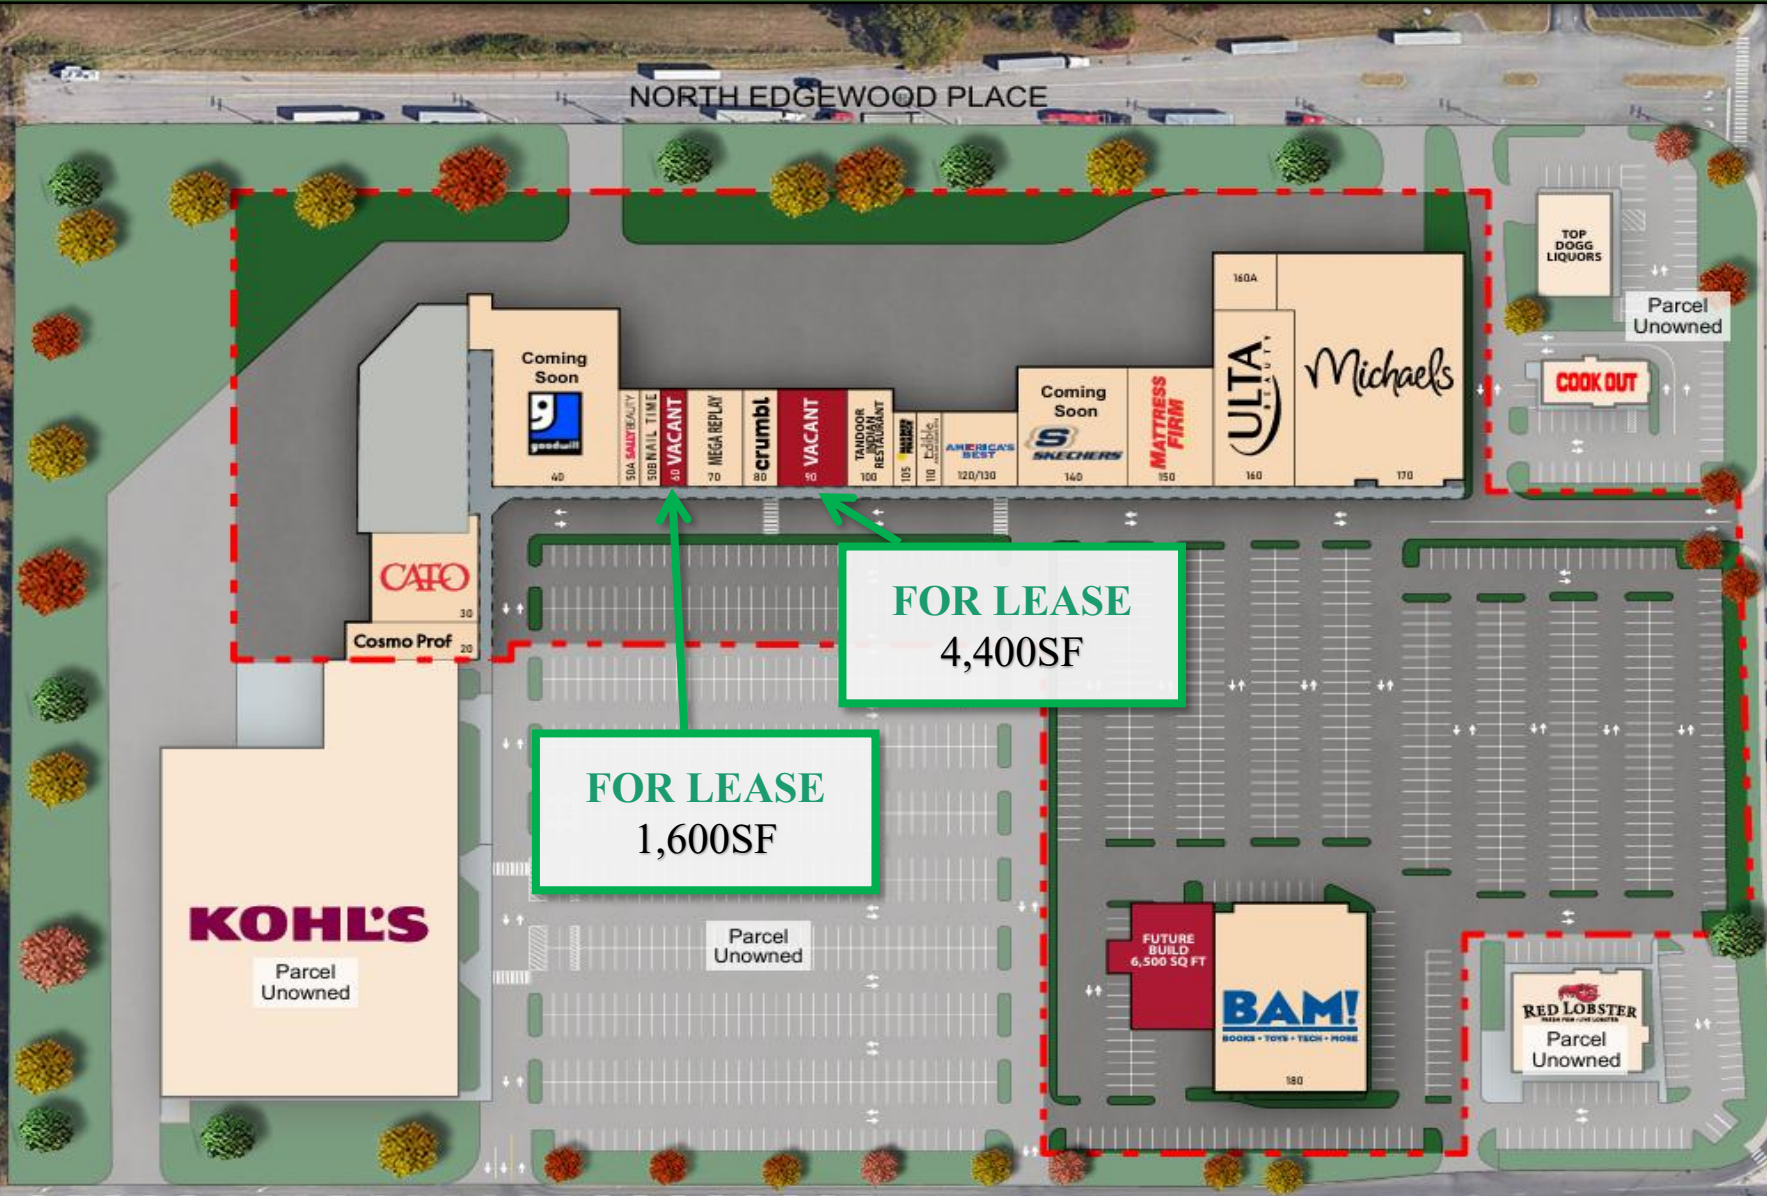 NORTH EDGEWOOD PLACE
TOP
DOGG
LIQUORS
Parcel
Unowned
COOK OUT
Coming
Soon
goodwill
40
50A SALLY BEAUTY
50B NAIL TIME
60 VACANT
MEGA REPLAY
70
crumbl
80
VACANT
90
TANDOOR
INDIAN
RESTAURANT
100
105
110 Edible
AMERICA'S
BEST
120/130
Coming
Soon
S
SKECHERS
140
MATTRESS
FIRM
150
160A
ULTA
BEAUTY
160
Michaels
170
CATO
30
Cosmo Prof
20
FOR LEASE
4,400SF
FOR LEASE
1,600SF
KOHL'S
Parcel
Unowned
Parcel
Unowned
FUTURE
BUILD
6,500 SQ FT
BAM!
BOOKS • TOYS • TECH • MORE
180
RED LOBSTER
Parcel
Unowned